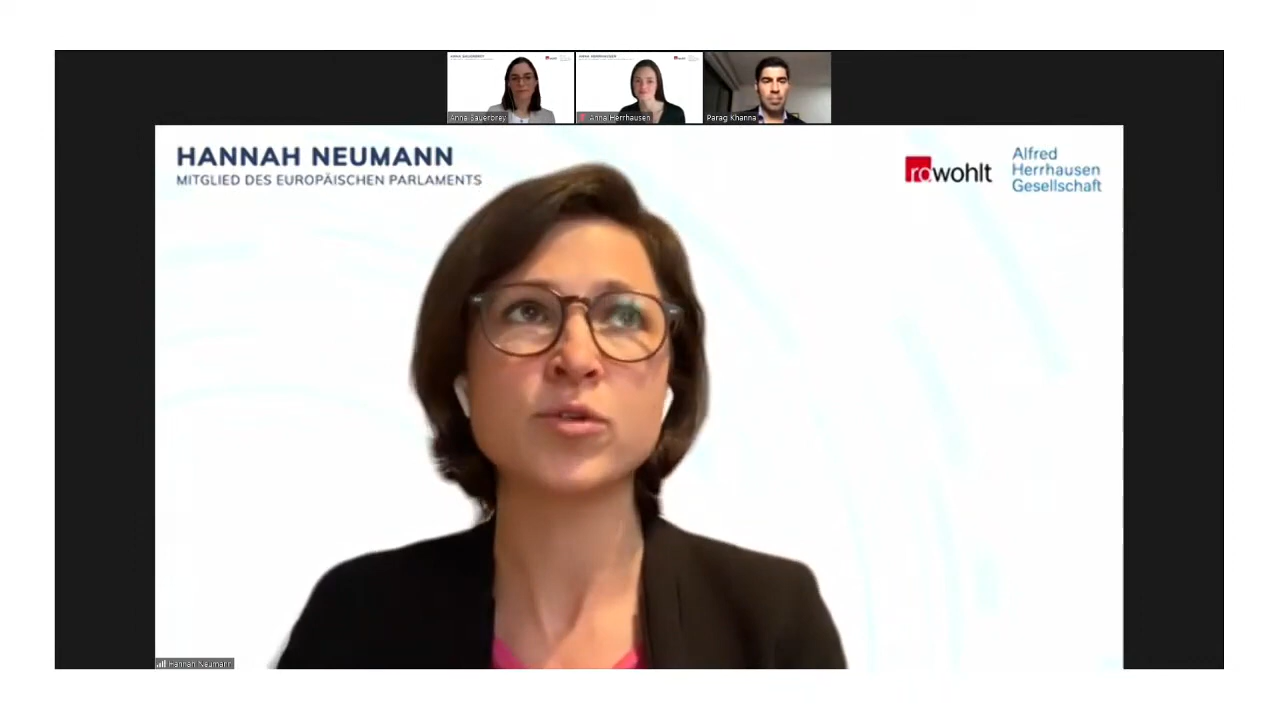 Anna Sauerbrey
Anna Herrhausen
Parag Khanna
HANNAH NEUMANN
MITGLIED DES EUROPÄISCHEN PARLAMENTS
rowohlt
Alfred
Herrhausen
Gesellschaft
Hannah Neumann